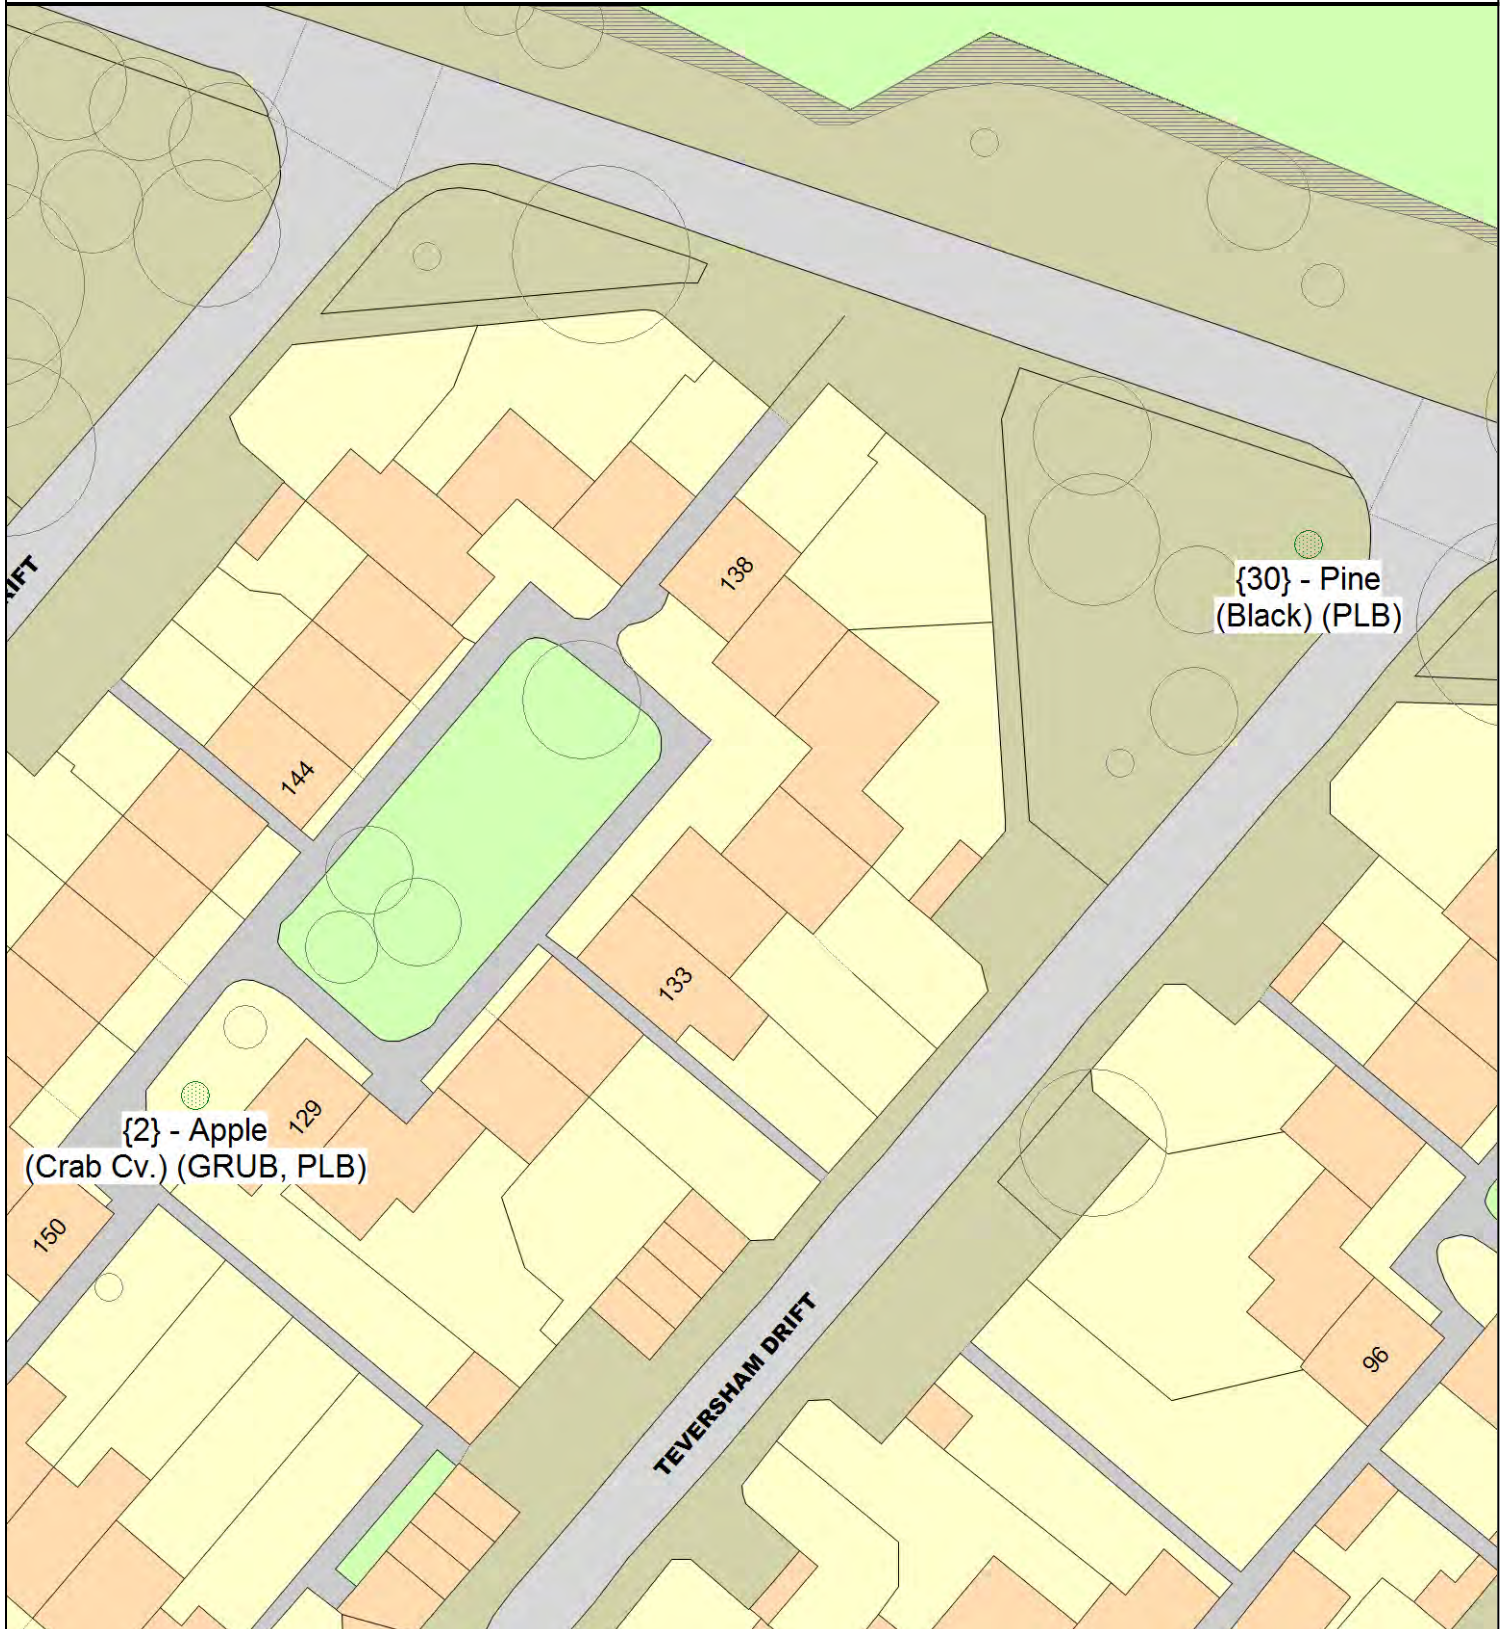 138
{30} - Pine
(Black) (PLB)
144
133
{2} - Apple
(Crab Cv.) (GRUB, PLB)
129
150
TEVERSHAM DRIFT
96